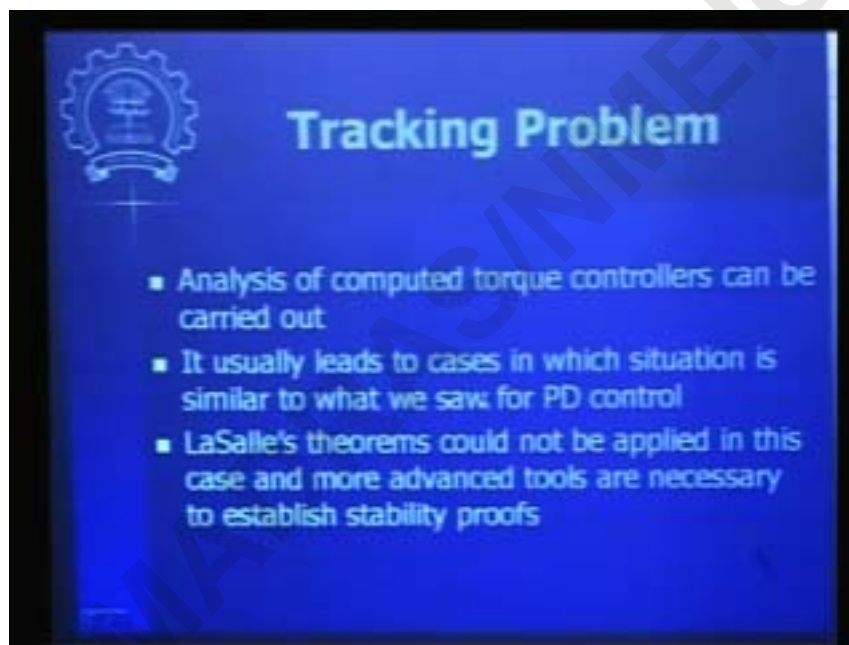 Tracking Problem
Analysis of computed torque controllers can be
carried out
It usually leads to cases in which situation is
similar to what we saw for PD control
LaSalle's theorems could not be applied in this
case and more advanced tools are necessary
to establish stability proofs